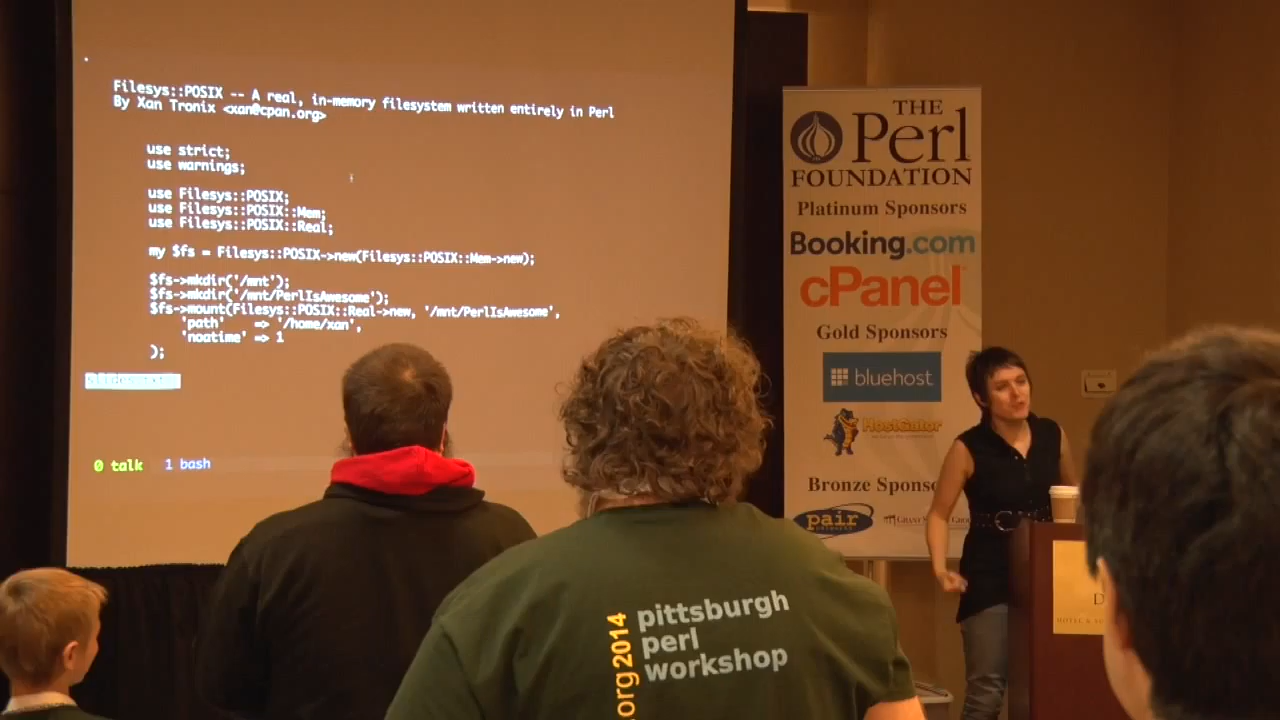 Filesys::POSIX -- A real, in-memory filesystem written entirely in Perl
By Xan Tronix <xan@cpan.org>
use strict;
use warnings;
use Filesys::POSIX;
use Filesys::POSIX::Mem;
use Filesys::POSIX::Real;
my $fs = Filesys::POSIX->new(Filesys::POSIX::Mem->new);
$fs->mkdir('/mnt');
$fs->mkdir('/mnt/PerlIsAwesome');
$fs->mount(Filesys::POSIX::Real->new, '/mnt/PerlIsAwesome',
'path' => '/home/xan',
'noatime' => 1
);
0 talk 1 bash
THE
Perl
FOUNDATION
Platinum Sponsors
Booking.com
cPanel
Gold Sponsors
bluehost
HostGator
Bronze Sponso
pair
pittsburgh
perl
workshop
.org2014
D